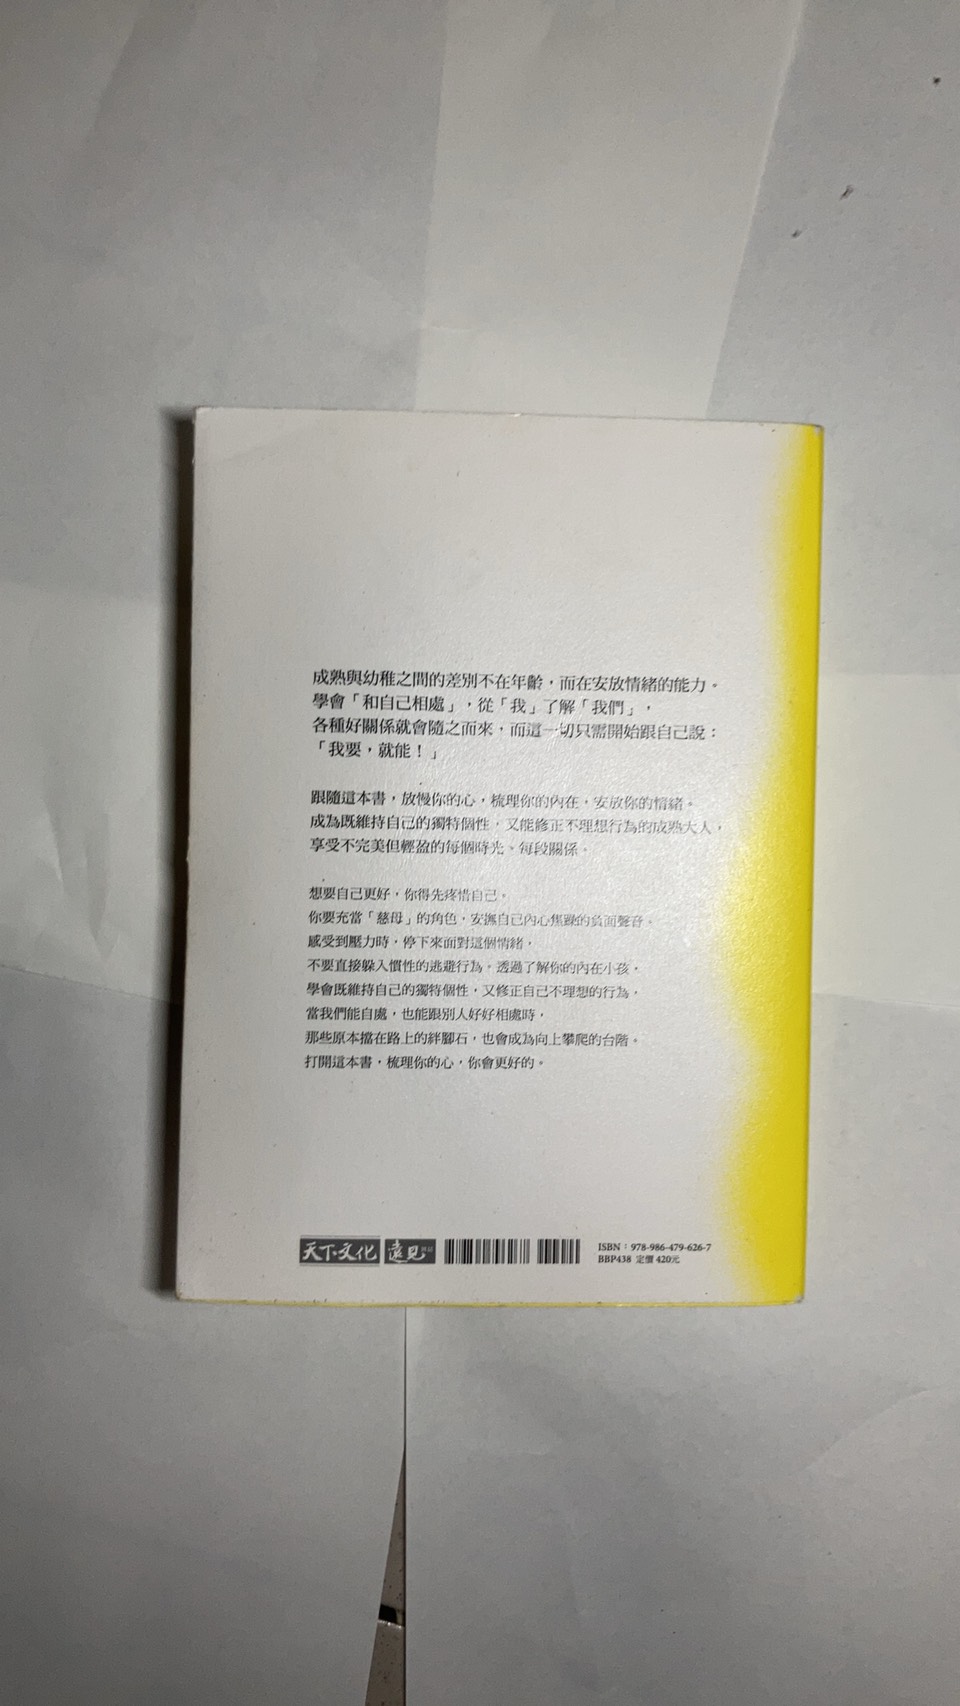 成熟與幼稚之間的差別不在年齡，而在安放情緒的能力。
學會「和自己相處」，從「我」了解「我們」，
各種好關係就會隨之而來，而這一切只需開始跟自己說：
「我要，就能！」
跟隨這本書，放慢你的心，梳理你的內在，安放你的情緒。
成為既維持自己的獨特個性，又能修正不理想行為的成熟大人，
享受不完美但輕盈的每個時光、每段關係。
想要自己更好，你得先疼惜自己。
你要充當「慈母」的角色，安撫自己內心焦躁的負面聲音。
感受到壓力時，停下來面對這個情緒，
不要直接躲入慣性的逃避行為。透過了解你的內在小孩，
學會既維持自己的獨特個性，又修正自己不理想的行為，
當我們能自處，也能跟別人好好相處時，
那些原本擋在路上的絆腳石，也會成為向上攀爬的台階。
打開這本書，梳理你的心，你會更好的。
天下文化 遠見 ISBN：978-986-479-626-7
BBP438 定價 420元